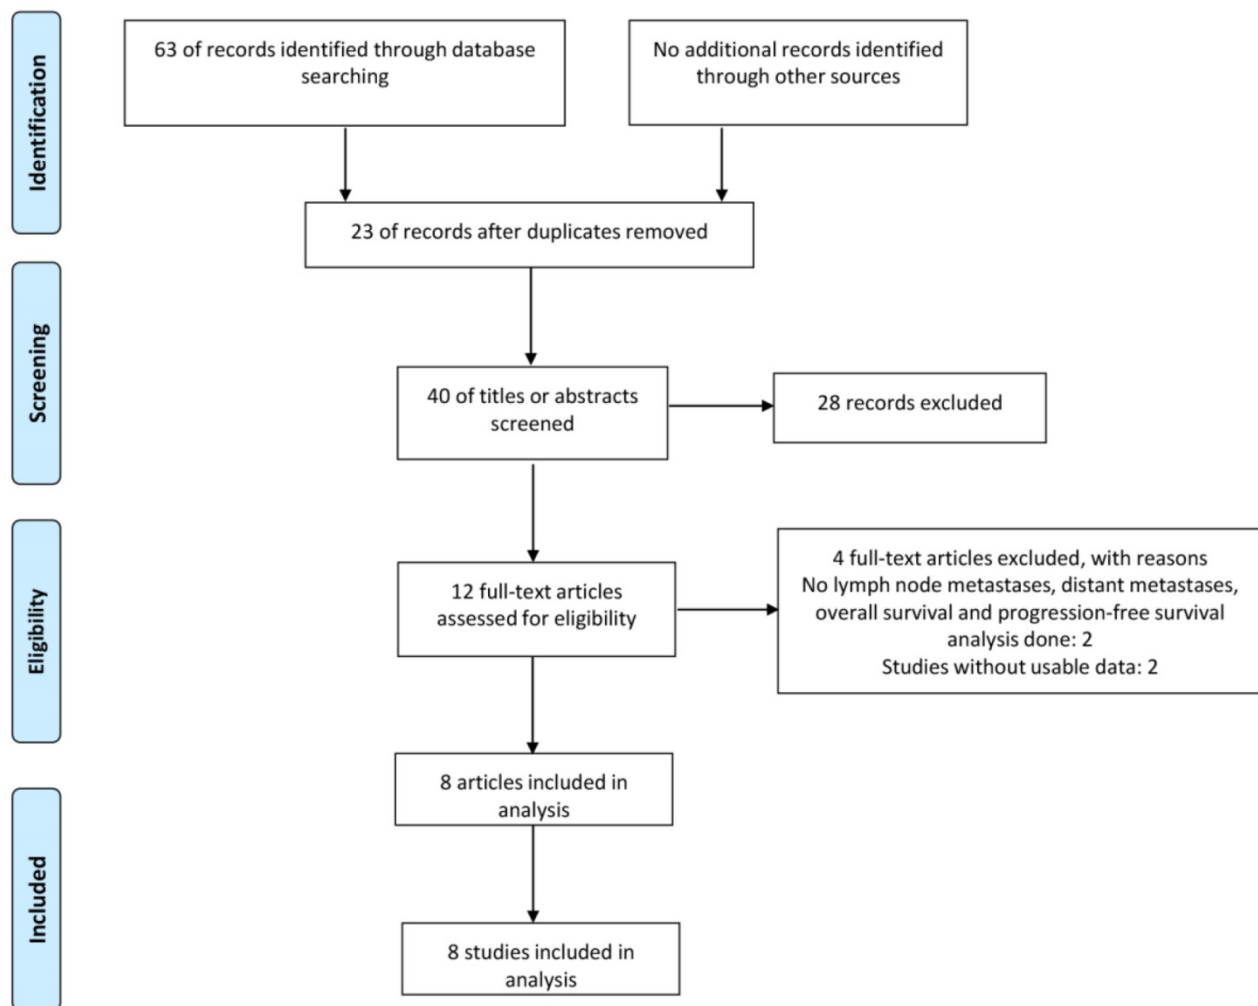 Identification
63 of records identified through database
searching
No additional records identified
through other sources
23 of records after duplicates removed
Screening
40 of titles or abstracts
screened
28 records excluded
Eligibility
12 full-text articles
assessed for eligibility
4 full-text articles excluded, with reasons
No lymph node metastases, distant metastases,
overall survival and progression-free survival
analysis done: 2
Studies without usable data: 2
8 articles included in
analysis
Included
8 studies included in
analysis